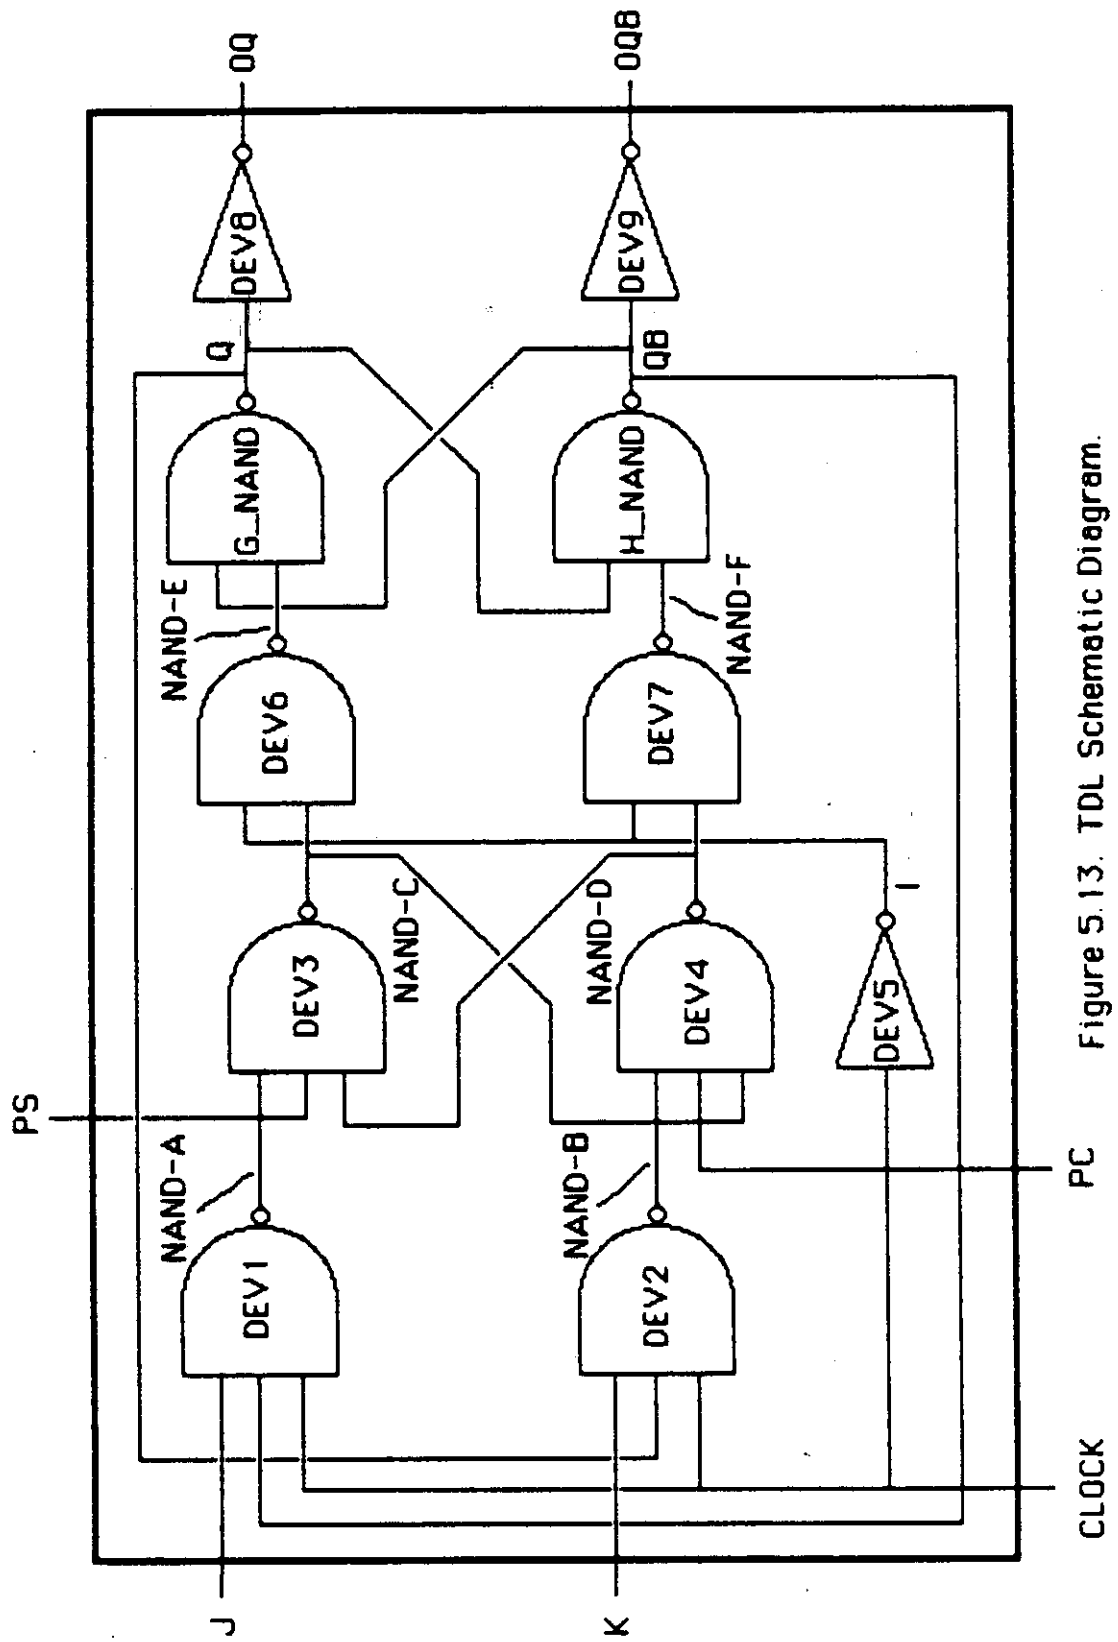 PS
J
K
CLOCK
PC
DEV1
NAND-A
DEV2
NAND-B
DEV3
NAND-C
DEV4
NAND-D
DEV5
I
DEV6
NAND-E
DEV7
NAND-F
G_NAND
H_NAND
Q
QB
DEV8
DEV9
OQ
OQB
Figure 5.13. TDL Schematic Diagram.